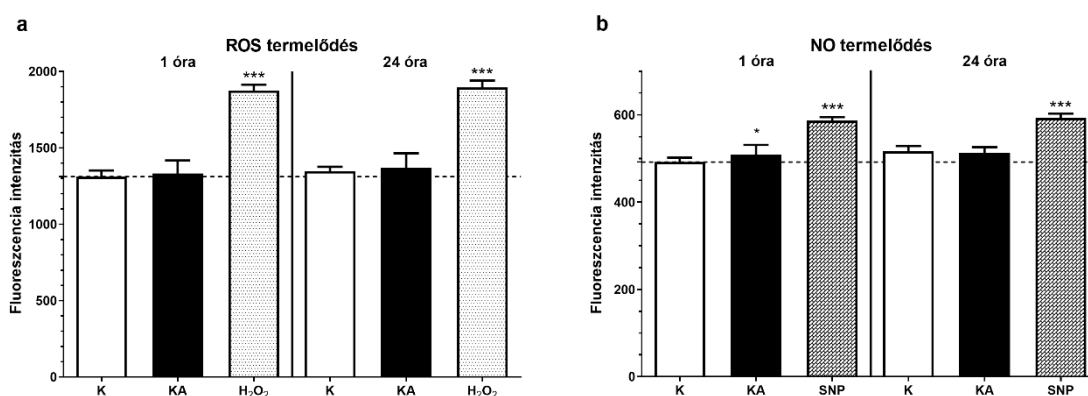 a
ROS termelődés
1 óra
24 óra
***
***
Fluoreszcencia intenzitás
2000
1500
1000
500
0
K
KA
H₂O₂
K
KA
H₂O₂
b
NO termelődés
1 óra
24 óra
*
***
***
Fluoreszcencia intenzitás
600
400
200
0
K
KA
SNP
K
KA
SNP